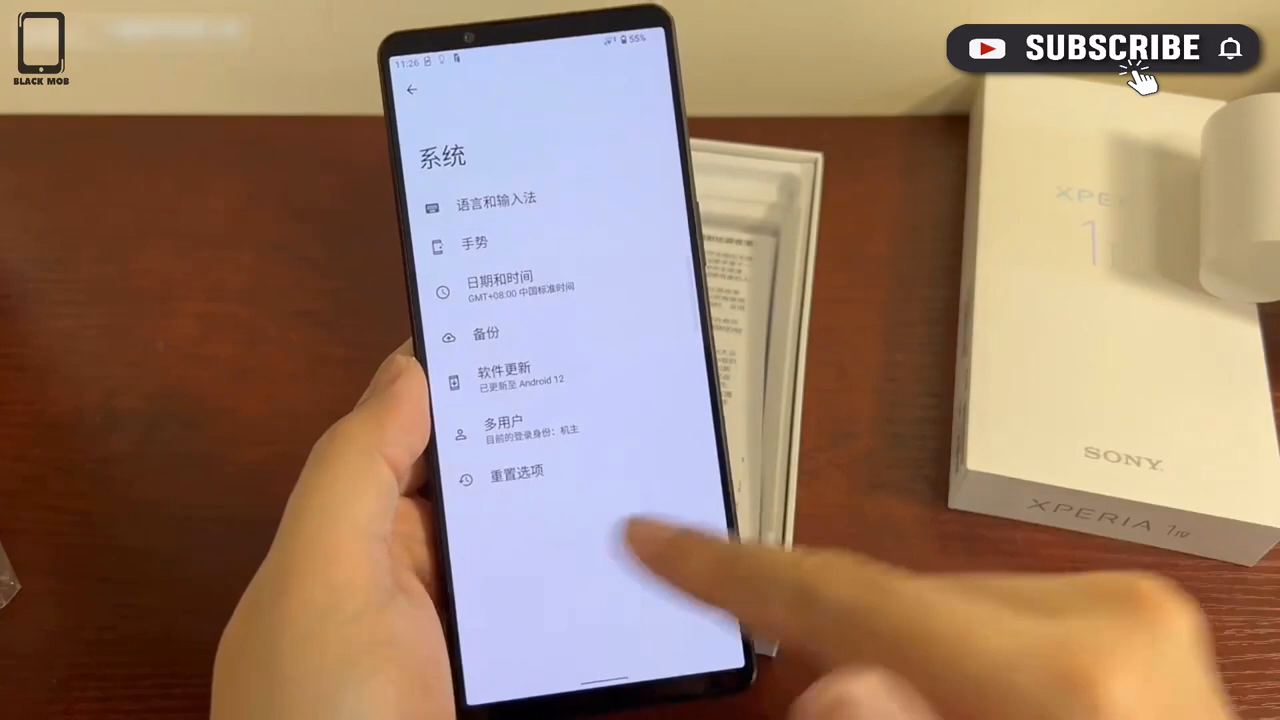 BLACK MOB
SUBSCRIBE
11:26
55%
系统
语言和输入法
手势
日期和时间
GMT+08:00 中国标准时间
备份
软件更新
已更新至 Android 12
多用户
目前的登录身份：机主
重置选项
SONY
XPERIA 1 IV